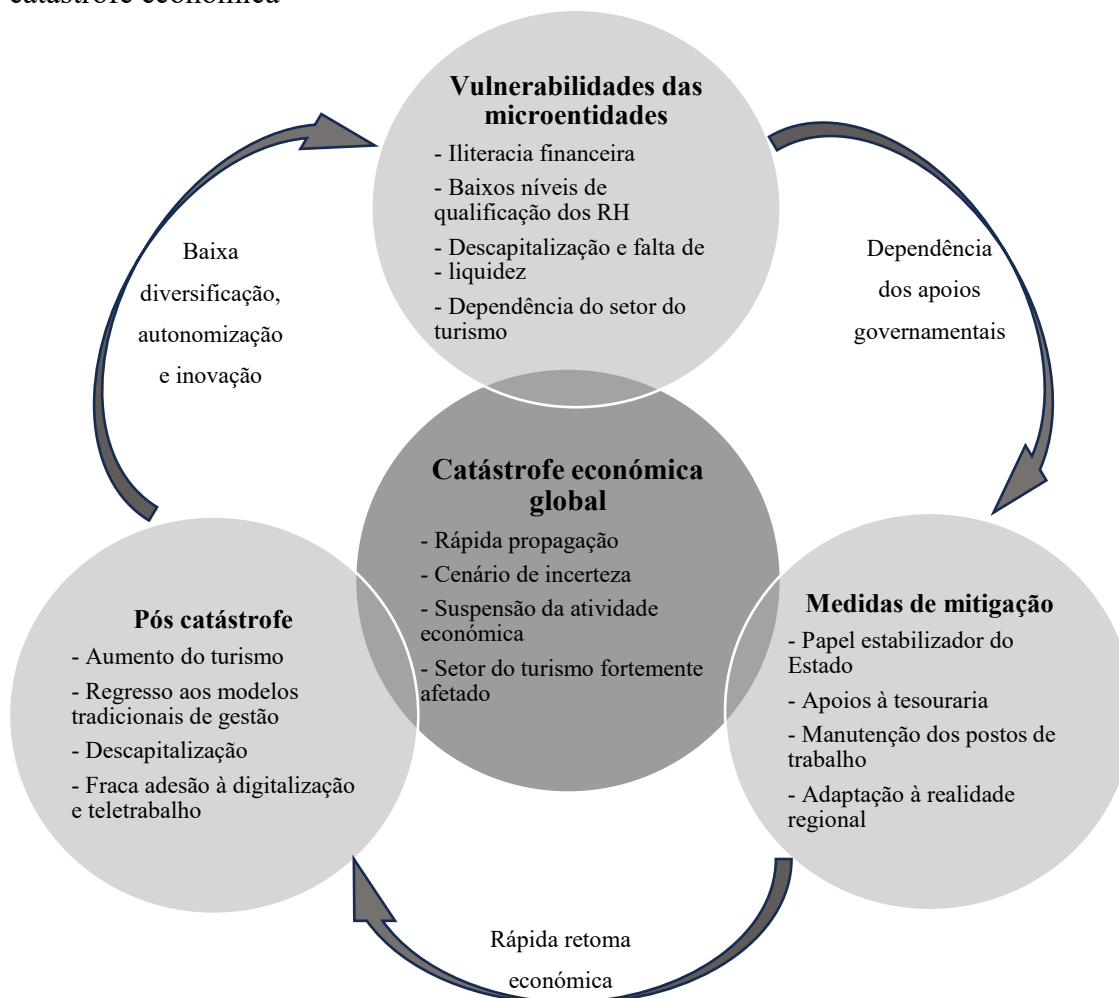 catástrofe económica
Vulnerabilidades das
microentidades
- Iliteracia financeira
- Baixos níveis de
qualificação dos RH
- Descapitalização e falta de
- liquidez
- Dependência do setor do
turismo
Baixa
diversificação,
autonomização
e inovação
Dependência
dos apoios
governamentais
Catástrofe económica
global
- Rápida propagação
- Cenário de incerteza
- Suspensão da atividade
económica
- Setor do turismo fortemente
afetado
Pós catástrofe
- Aumento do turismo
- Regresso aos modelos
tradicionais de gestão
- Descapitalização
- Fraca adesão à digitalização
e teletrabalho
Medidas de mitigação
- Papel estabilizador do
Estado
- Apoios à tesouraria
- Manutenção dos postos de
trabalho
- Adaptação à realidade
regional
Rápida retoma
económica